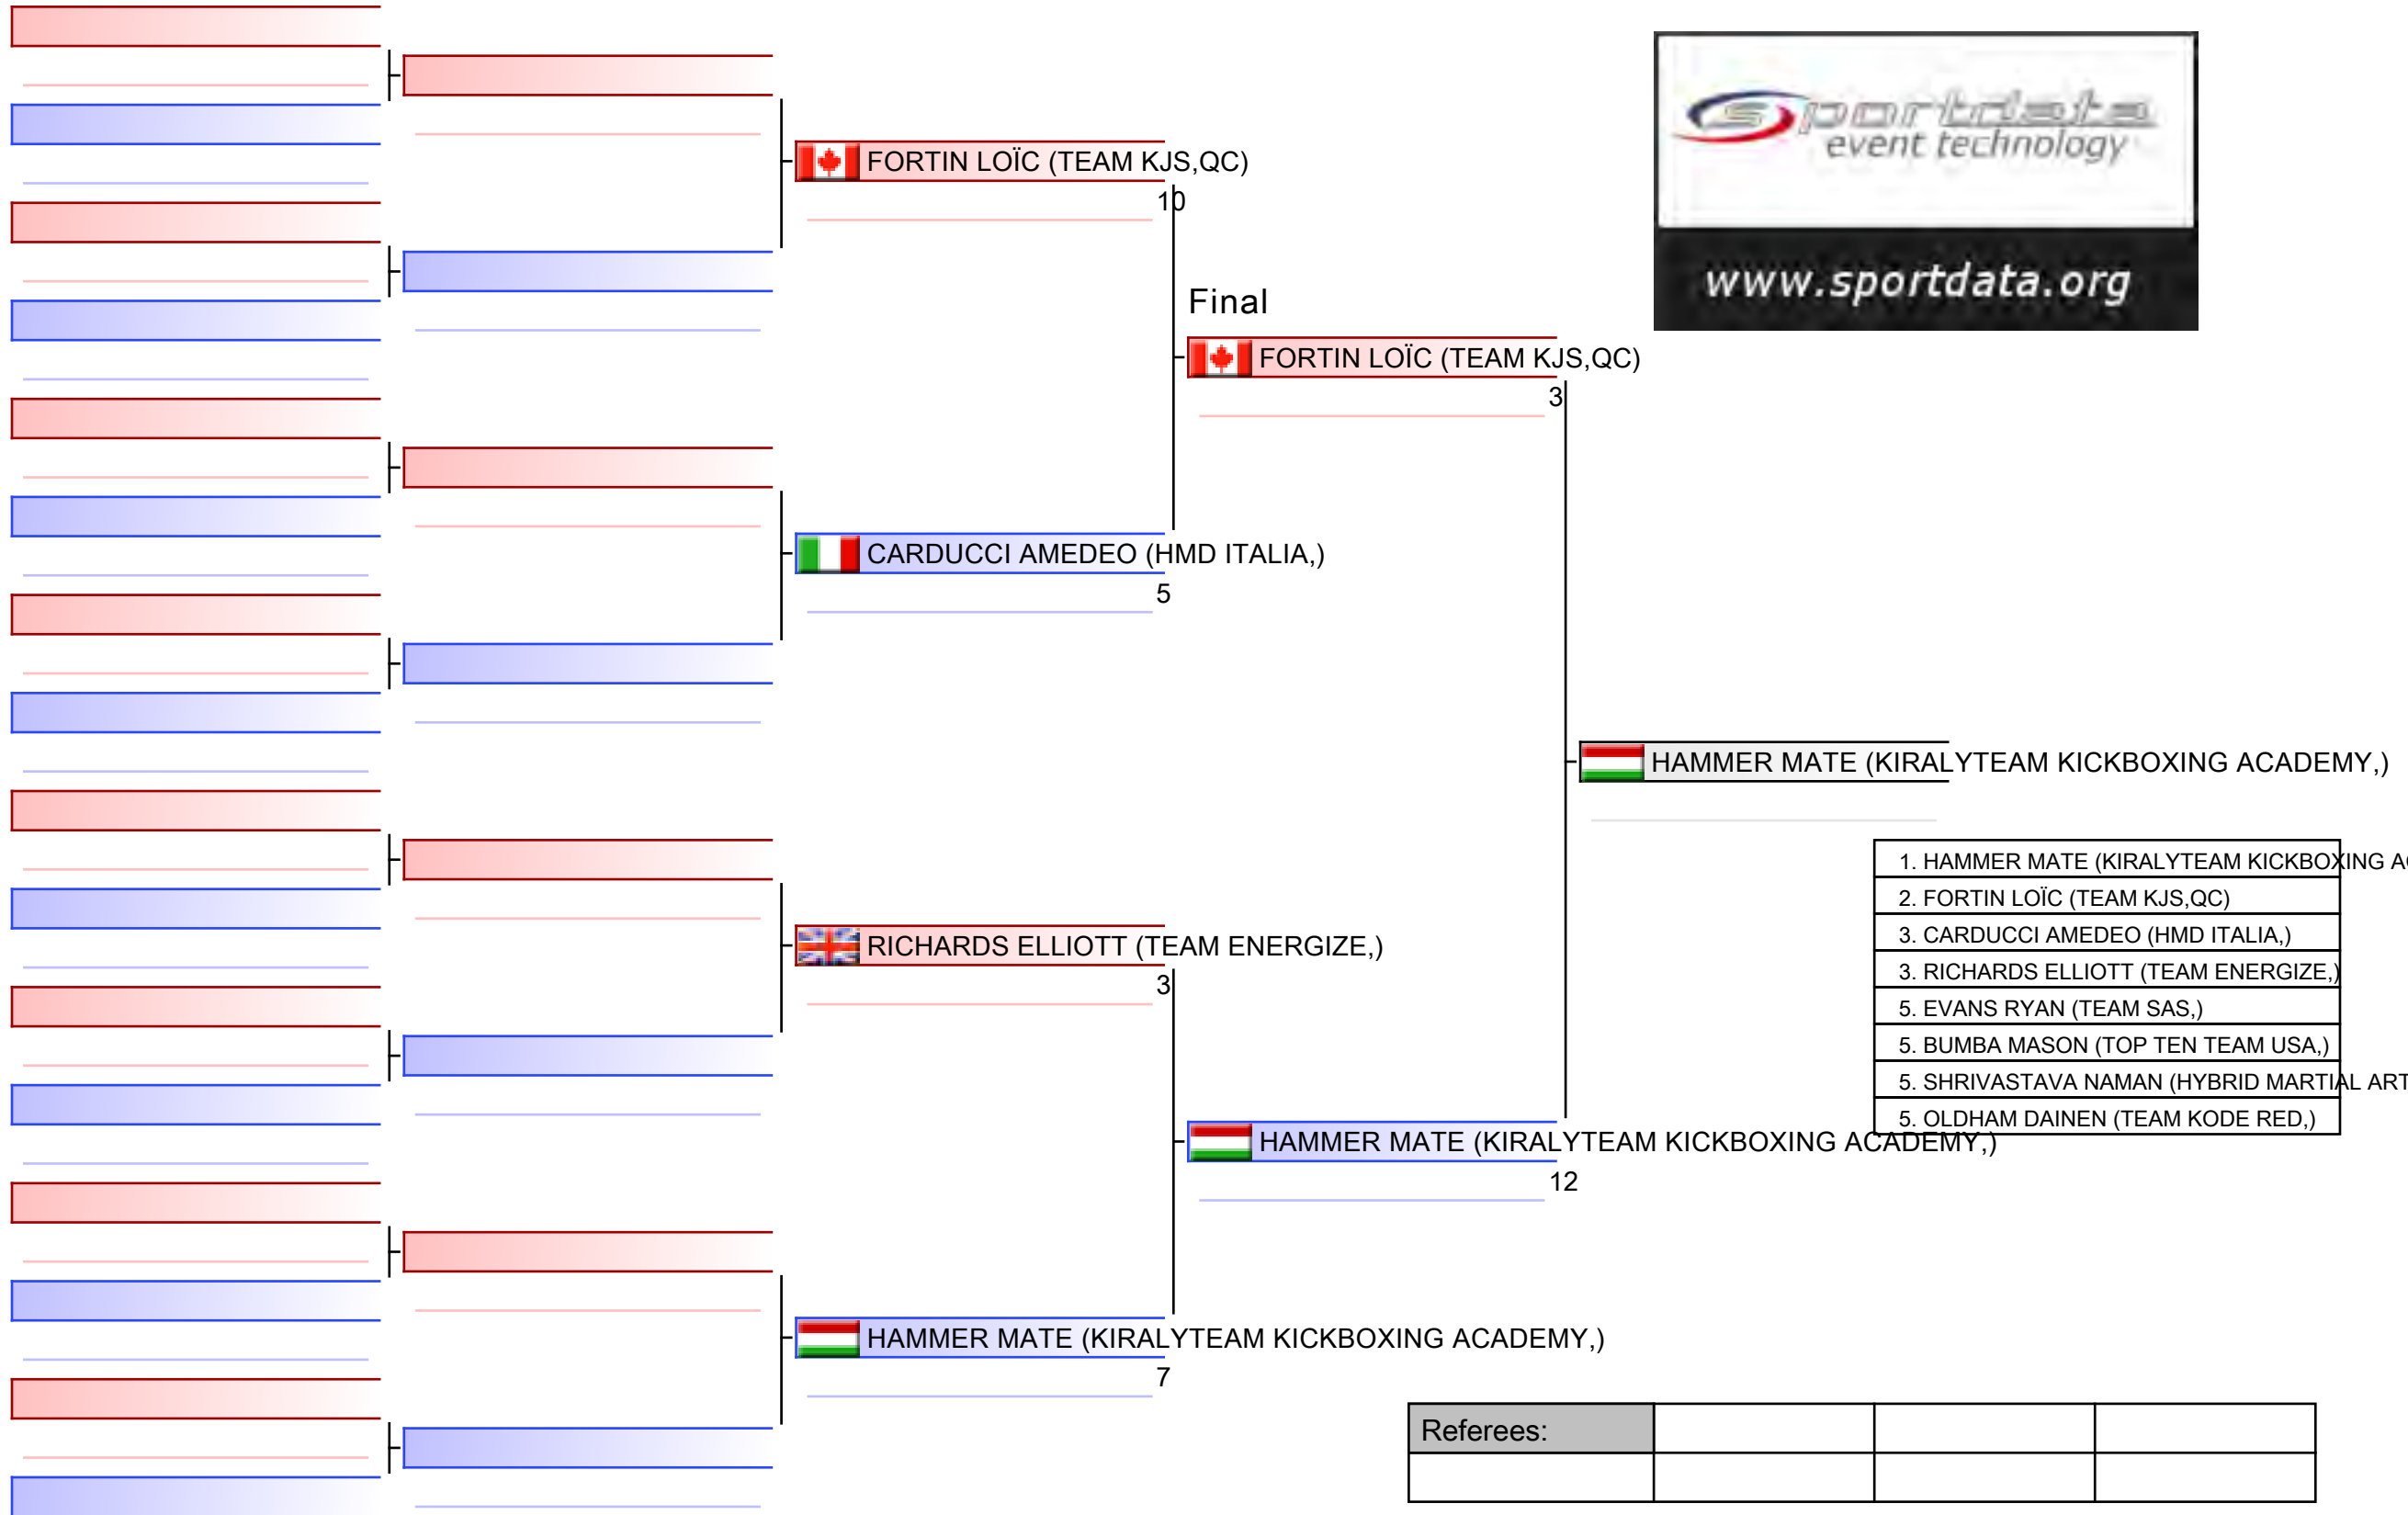 sportdata
event technology
www.sportdata.org
FORTIN LOÏC (TEAM KJS,QC)
10
Final
FORTIN LOÏC (TEAM KJS,QC)
3
CARDUCCI AMEDEO (HMD ITALIA,)
5
HAMMER MATE (KIRALYTEAM KICKBOXING ACADEMY,)
1. HAMMER MATE (KIRALYTEAM KICKBOXING
2. FORTIN LOÏC (TEAM KJS,QC)
3. CARDUCCI AMEDEO (HMD ITALIA,)
3. RICHARDS ELLIOTT (TEAM ENERGIZE,)
5. EVANS RYAN (TEAM SAS,)
5. BUMBA MASON (TOP TEN TEAM USA,)
5. SHRIVASTAVA NAMAN (HYBRID MARTIAL ART
5. OLDHAM DAINEN (TEAM KODE RED,)
RICHARDS ELLIOTT (TEAM ENERGIZE,)
3
HAMMER MATE (KIRALYTEAM KICKBOXING ACADEMY,)
12
HAMMER MATE (KIRALYTEAM KICKBOXING ACADEMY,)
7
Referees: